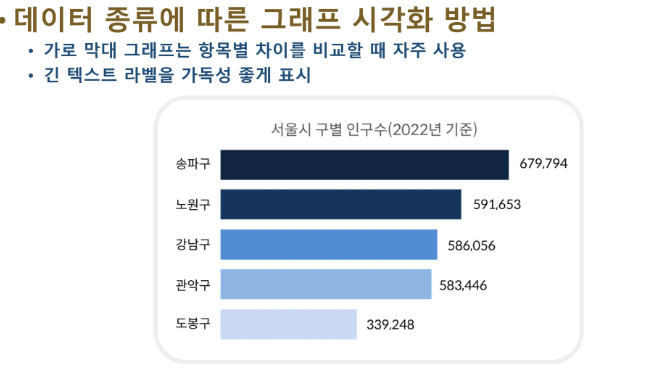 • 데이터 종류에 따른 그래프 시각화 방법
• 가로 막대 그래프는 항목별 차이를 비교할 때 자주 사용
• 긴 텍스트 라벨을 가독성 좋게 표시
서울시 구별 인구수(2022년 기준)
송파구 679,794
노원구 591,653
강남구 586,056
관악구 583,446
도봉구 339,248